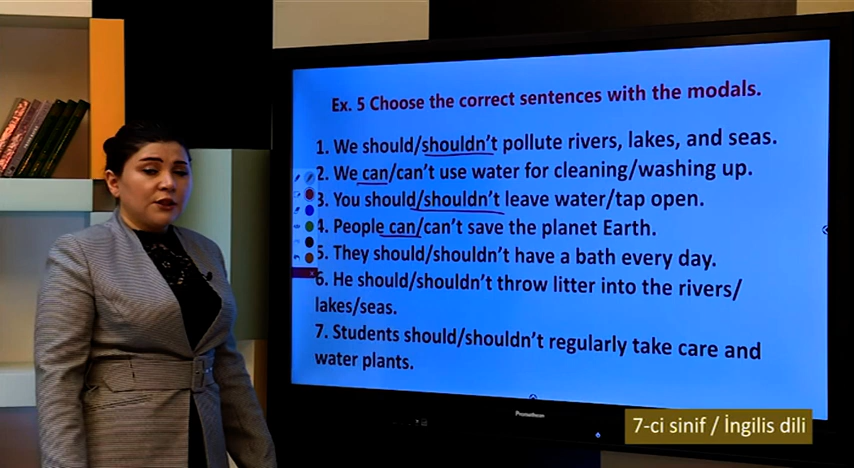 Ex. 5 Choose the correct sentences with the modals.
1. We should/shouldn't pollute rivers, lakes, and seas.
2. We can/can't use water for cleaning/washing up.
3. You should/shouldn't leave water/tap open.
4. People can/can't save the planet Earth.
5. They should/shouldn't have a bath every day.
6. He should/shouldn't throw litter into the rivers/
lakes/seas.
7. Students should/shouldn't regularly take care and
water plants.
Promethean
7-ci sinif / İngilis dili